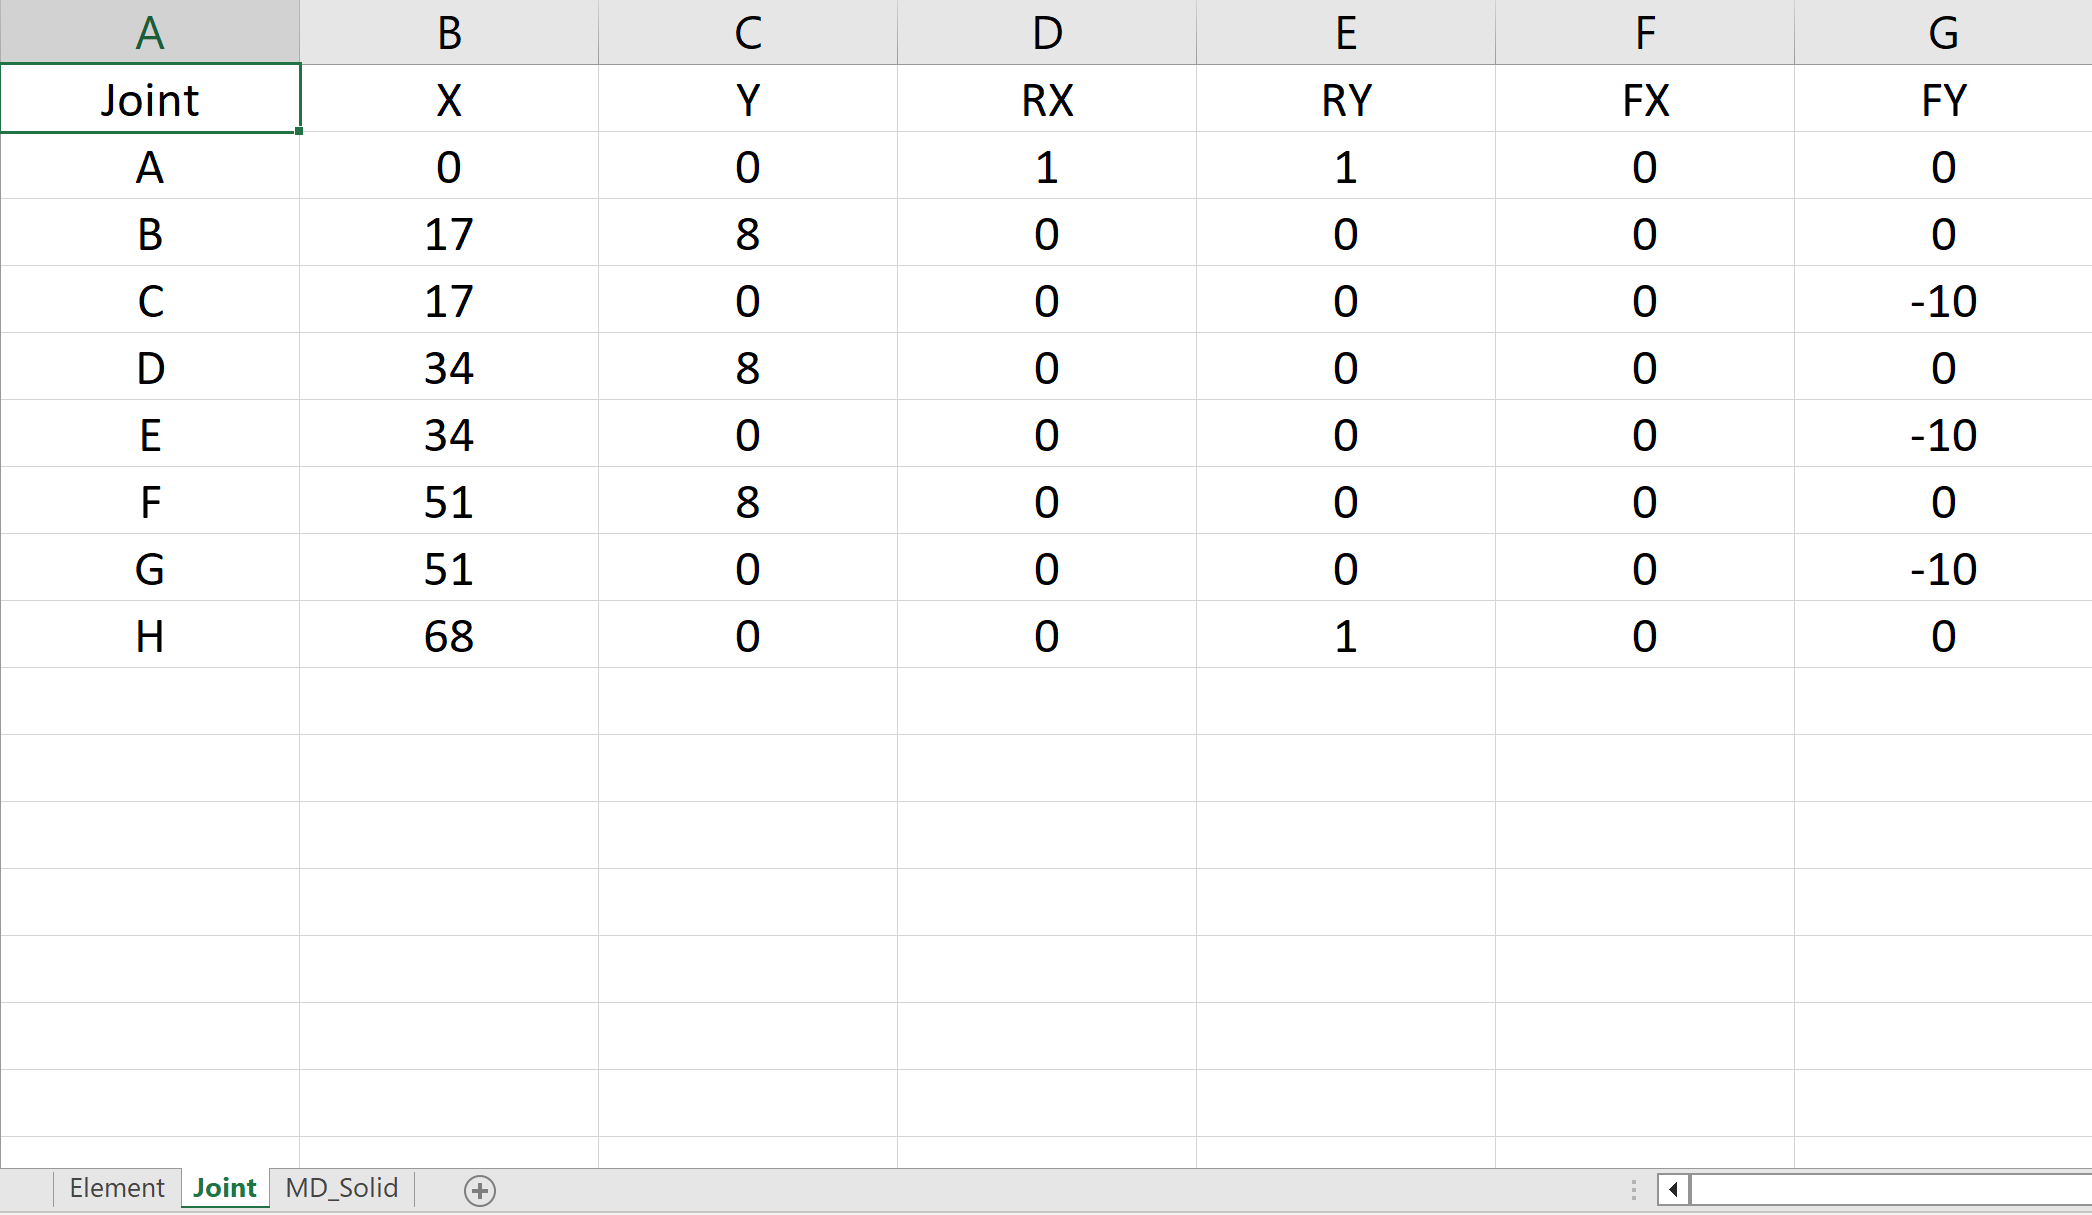 A B C D E F G
Joint X Y RX RY FX FY
A 0 0 1 1 0 0
B 17 8 0 0 0 0
C 17 0 0 0 0 -10
D 34 8 0 0 0 0
E 34 0 0 0 0 -10
F 51 8 0 0 0 0
G 51 0 0 0 0 -10
H 68 0 0 1 0 0
Element Joint MD_Solid